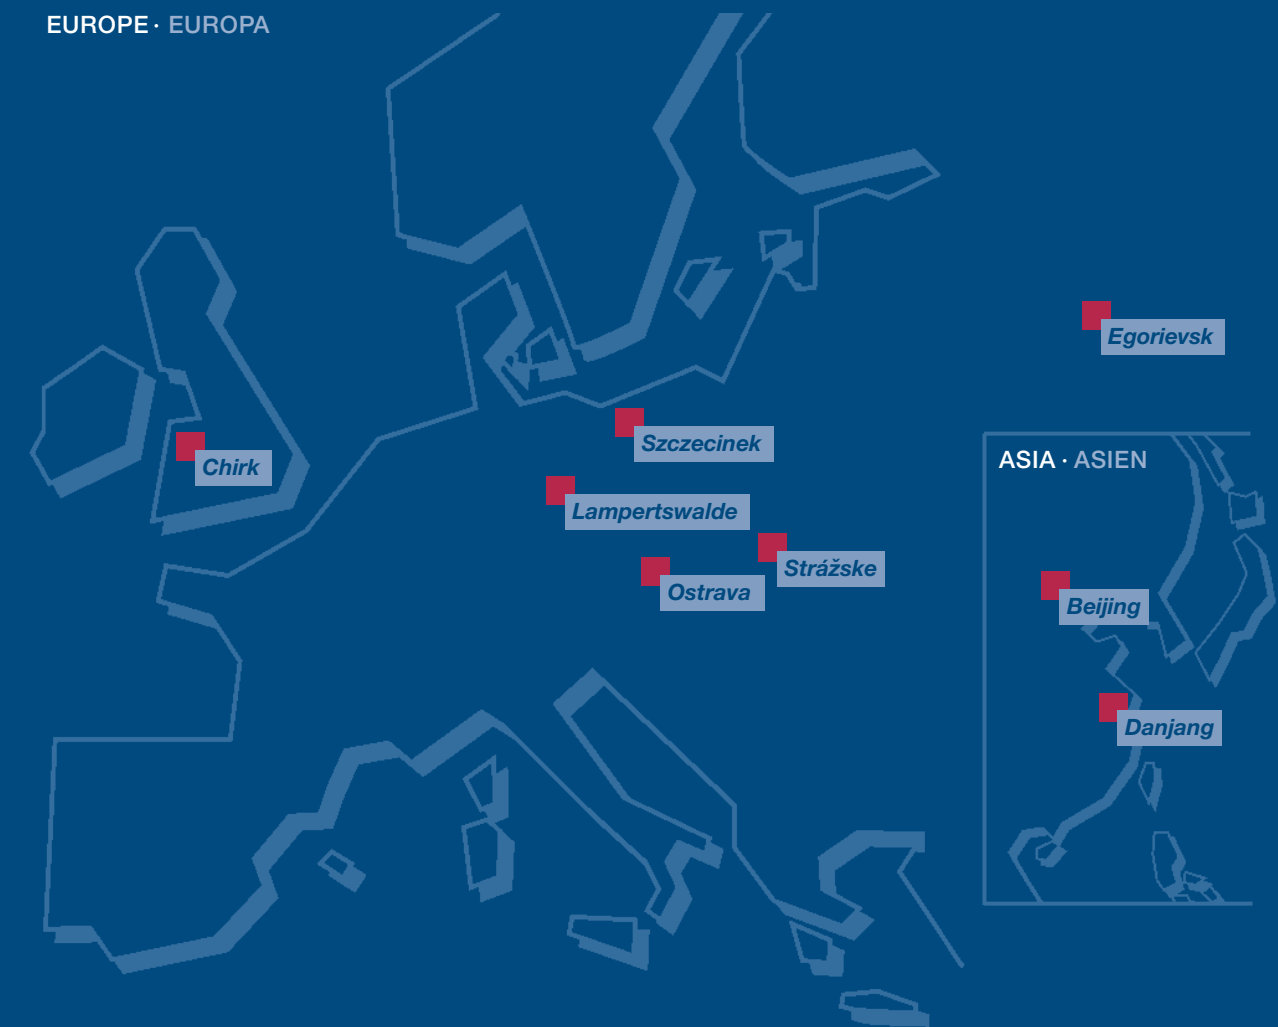 EUROPE · EUROPA
Egorievsk
Szczecinek
Chirk
ASIA · ASIEN
Lampertswalde
Strážske
Ostrava
Beijing
Danjang